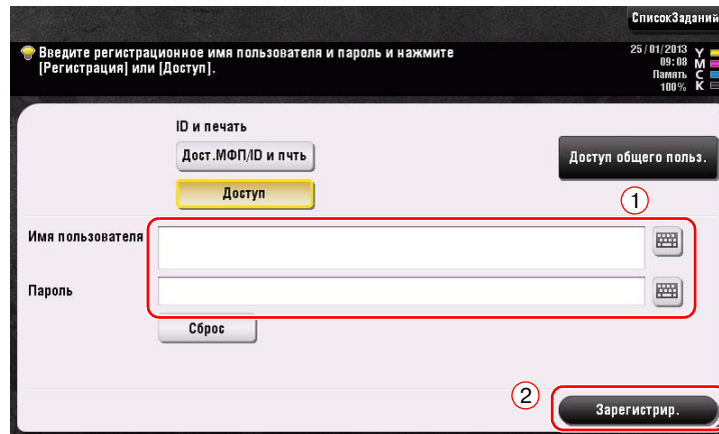 СписокЗаданий
Введите регистрационное имя пользователя и пароль и нажмите
[Регистрация] или [Доступ].
25/01/2013
09:08
Память
100%
Y
M
C
K
ID и печать
Дост.МФП/ID и пчть
Доступ общего польз.
Доступ
1
Имя пользователя
Пароль
Сброс
2
Зарегистрир.